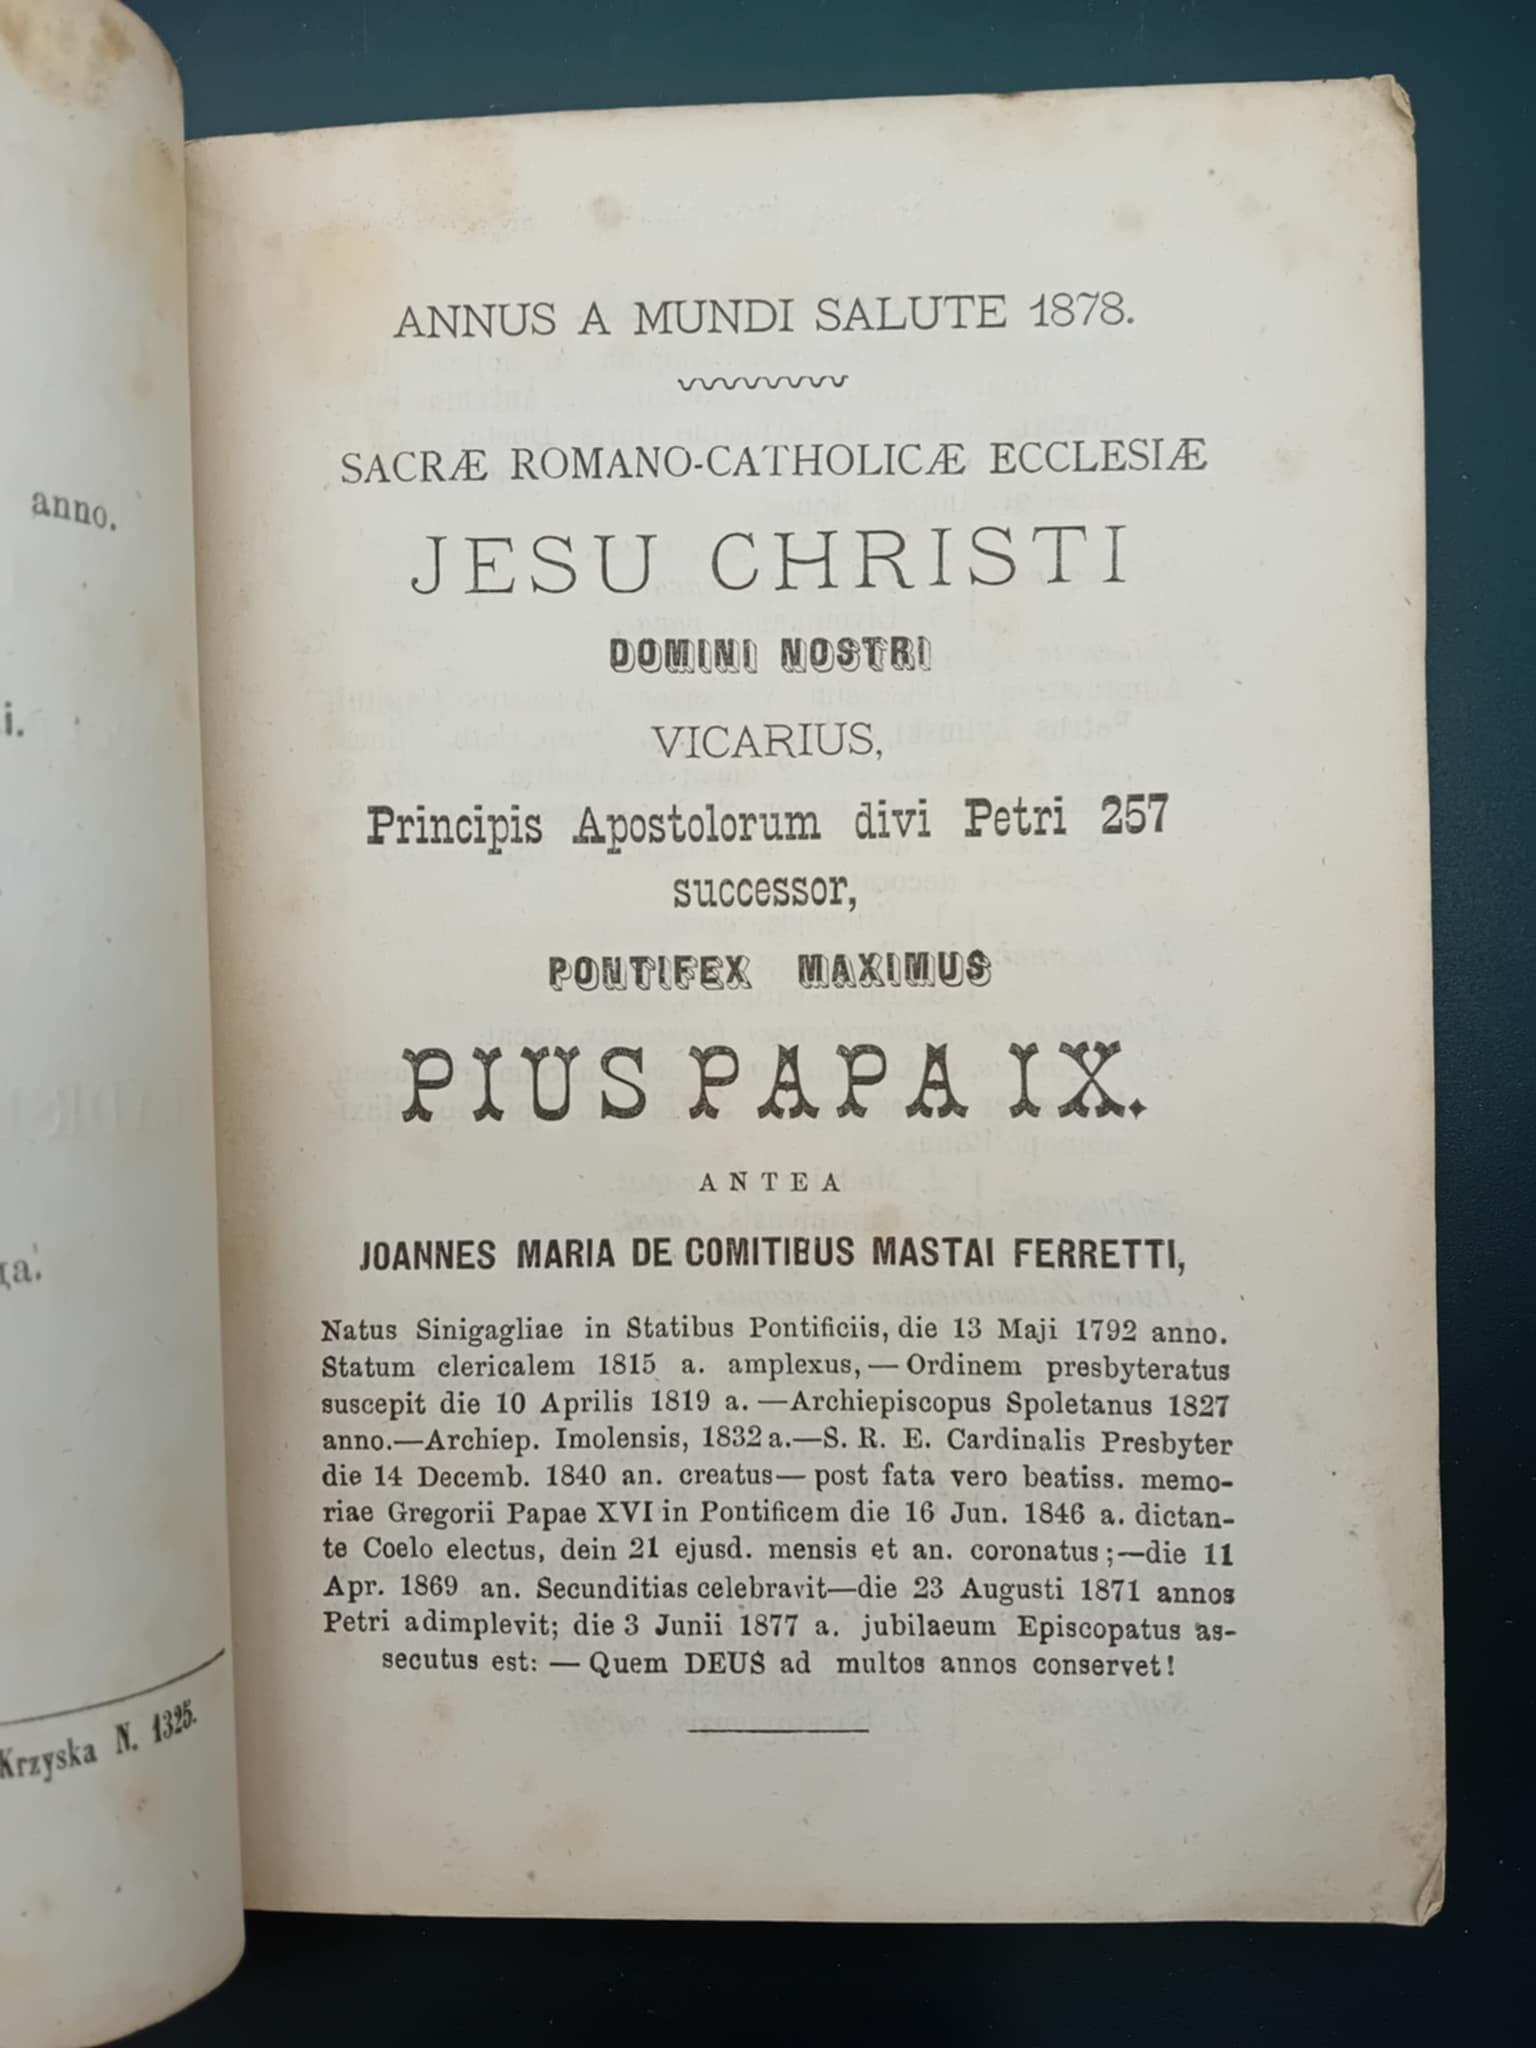 anno.
i.
Krzyska N. 1325.
ANNUS A MUNDI SALUTE 1878.
SACRÆ ROMANO-CATHOLICÆ ECCLESIÆ
JESU CHRISTI
DOMINI NOSTRI
VICARIUS,
Principis Apostolorum divi Petri 257
successor,
PONTIFEX MAXIMUS
PIUS PAPA IX.
ANTEA
JOANNES MARIA DE COMITIBUS MASTAI FERRETTI,
Natus Sinigagliae in Statibus Pontificiis, die 13 Maji 1792 anno.
Statum clericalem 1815 a. amplexus, — Ordinem presbyteratus
suscepit die 10 Aprilis 1819 a. —Archiepiscopus Spoletanus 1827
anno.—Archiep. Imolensis, 1832 a.—S. R. E. Cardinalis Presbyter
die 14 Decemb. 1840 an. creatus— post fata vero beatiss. memo-
riae Gregorii Papae XVI in Pontificem die 16 Jun. 1846 a. dictan-
te Coelo electus, dein 21 ejusd. mensis et an. coronatus;—die 11
Apr. 1869 an. Secunditias celebravit—die 23 Augusti 1871 annos
Petri adimplevit; die 3 Junii 1877 a. jubilaeum Episcopatus as-
secutus est: — Quem DEUS ad multos annos conservet!